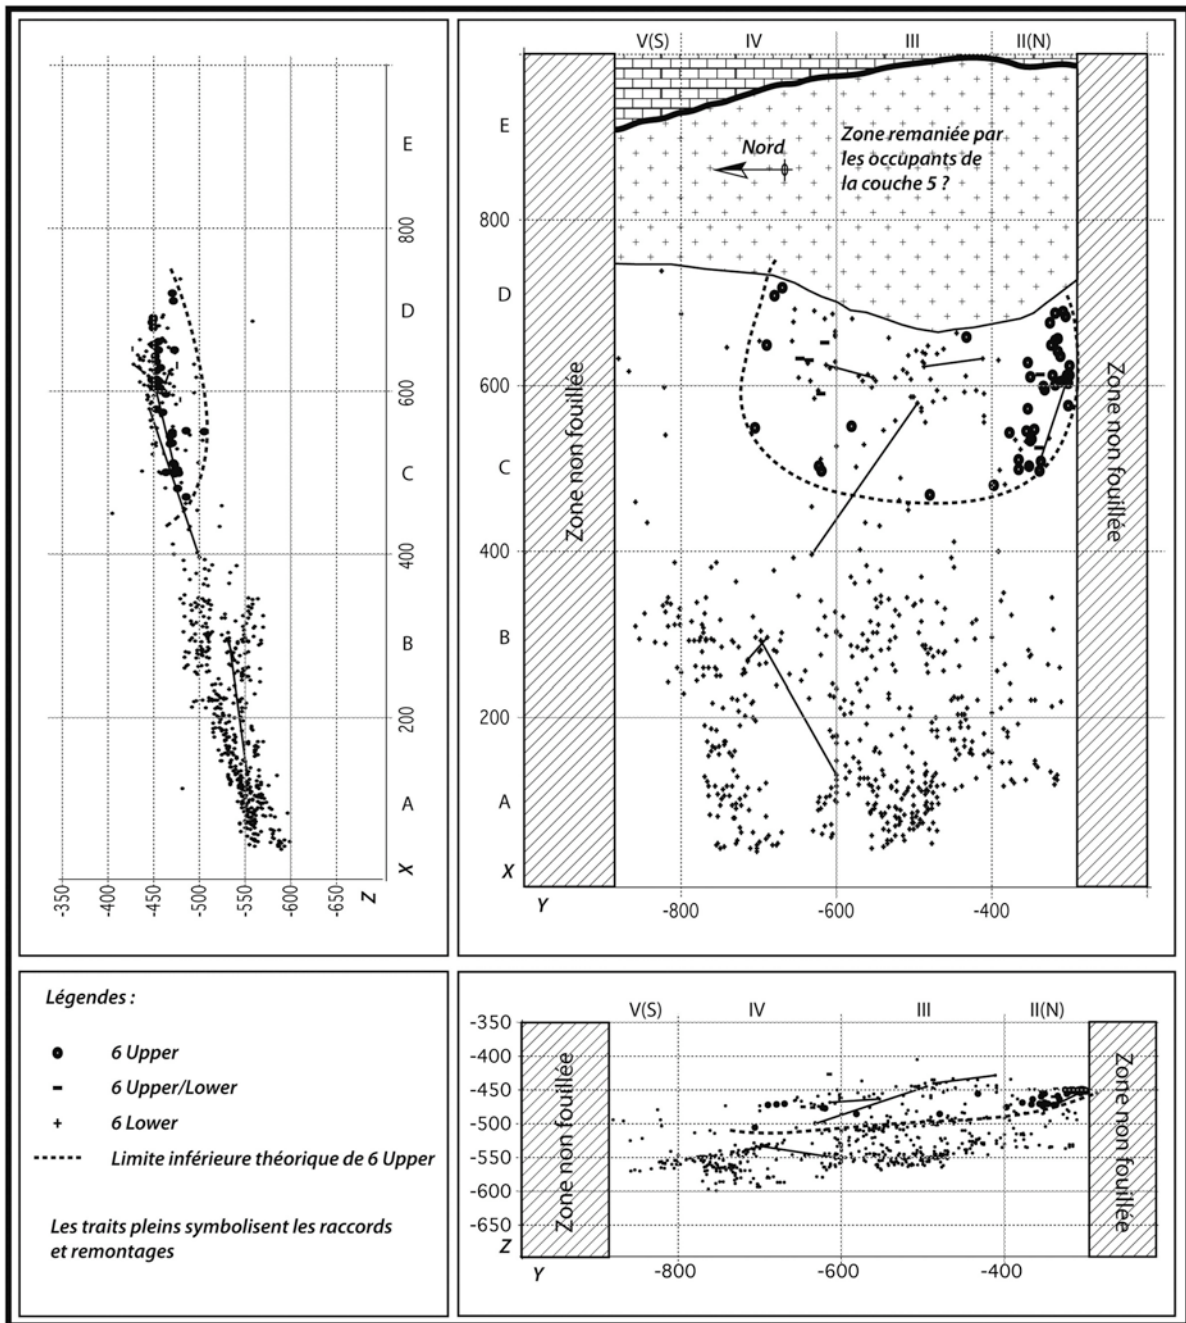 E
800
D
600
C
400
B
200
A
X
-350
-400
-450
-500
-550
-600
-650
Z
V(S) IV III II(N)
E
Zone remaniée par
les occupants de
la couche 5 ?
Nord
800
D
600
C
400
B
200
A
X
Y
-800 -600 -400
Zone non fouillée
Zone non fouillée
Légendes :
6 Upper
6 Upper/Lower
6 Lower
Limite inférieure théorique de 6 Upper
Les traits pleins symbolisent les raccords
et remontages
V(S) IV III II(N)
-350
-400
-450
-500
-550
-600
-650
Z
Y
-800 -600 -400
Zone non fouillée
Zone non fouillée